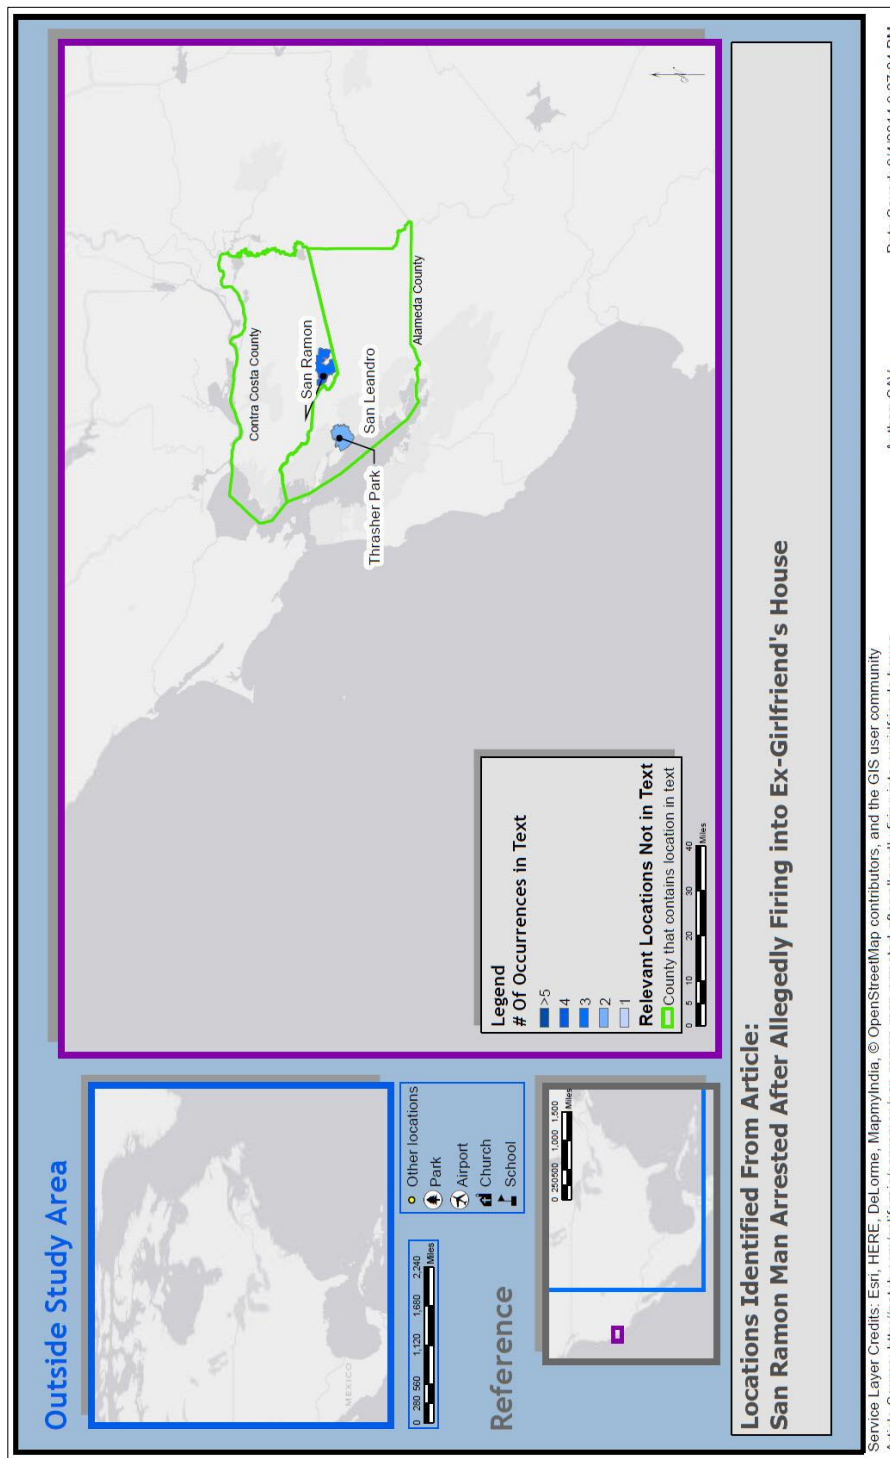 Outside Study Area
MEXICO
0 280 560 1,120 1,680 2,240
Miles
Other locations
Park
Airport
Church
School
Reference
0 250500 1,000 1,500
Miles
Contra Costa County
San Ramon
San Leandro
Thrasher Park
Alameda County
N
Legend
# Of Occurrences in Text
>5
4
3
2
1
Relevant Locations Not in Text
County that contains location in text
0 5 10 20 30 40
Miles
Locations Identified From Article:
San Ramon Man Arrested After Allegedly Firing into Ex-Girlfriend's House
Service Layer Credits: Esri, HERE, DeLorme, MapmyIndia, © OpenStreetMap contributors, and the GIS user community